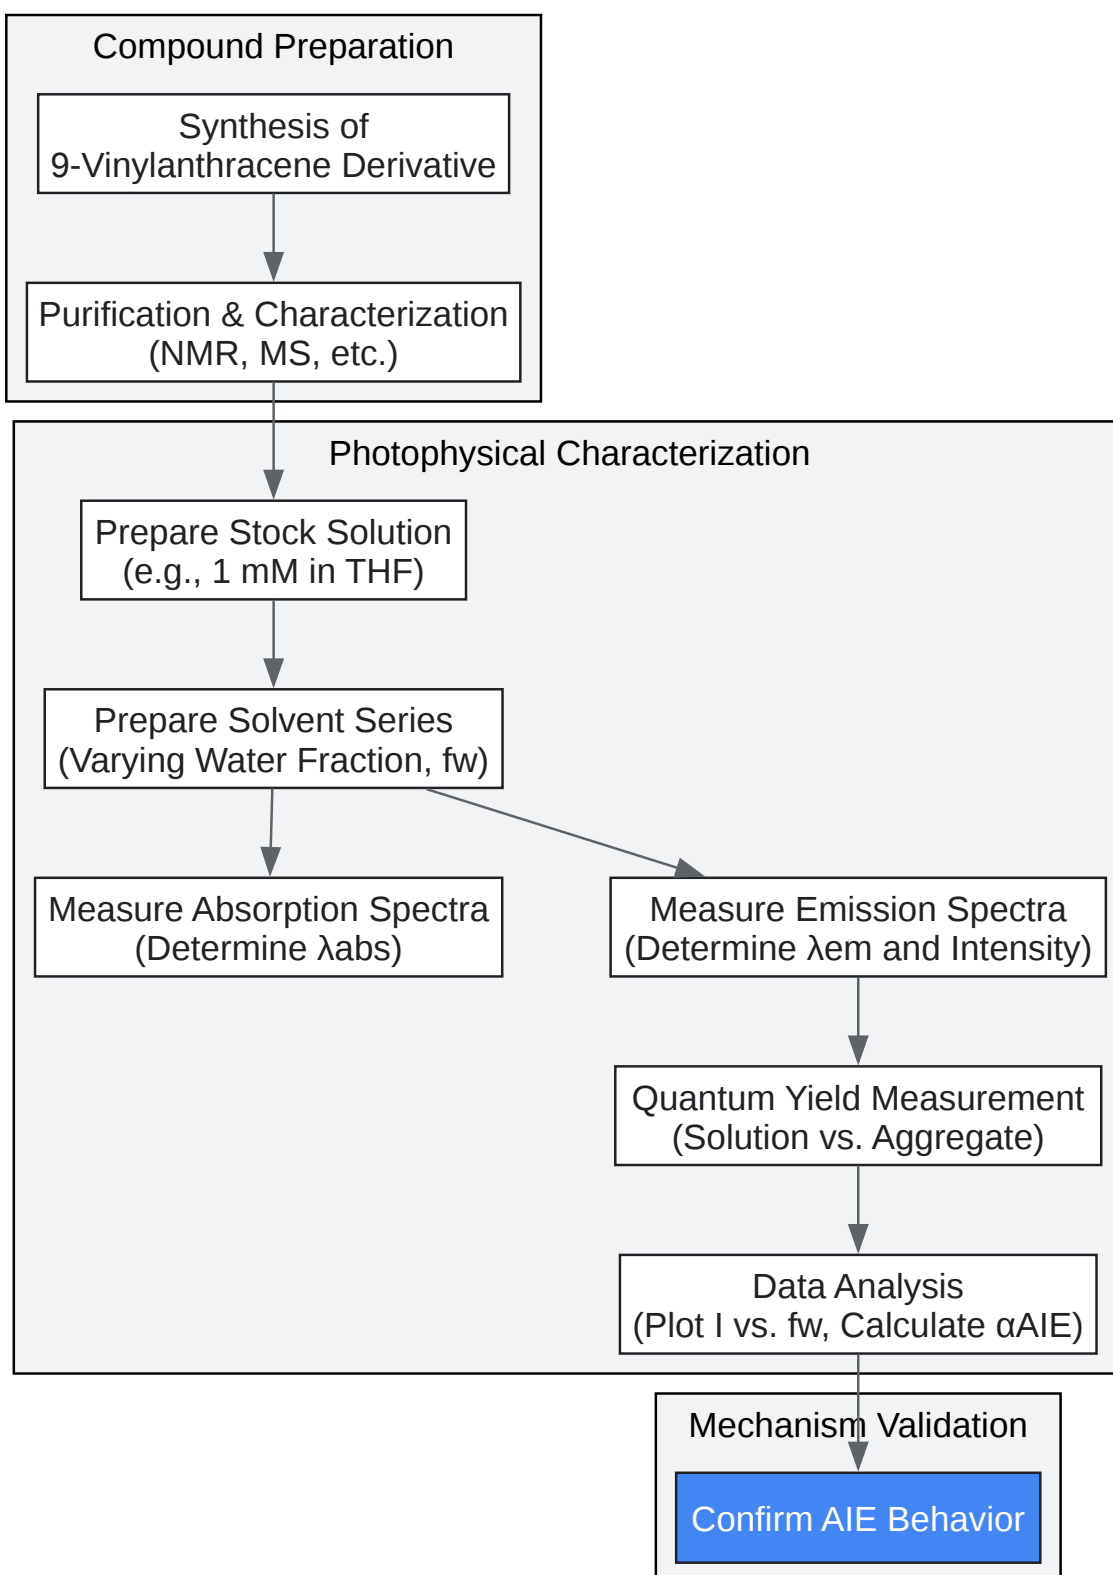 Compound Preparation
Synthesis of
9-Vinylanthracene Derivative
Purification & Characterization
(NMR, MS, etc.)
Photophysical Characterization
Prepare Stock Solution
(e.g., 1 mM in THF)
Prepare Solvent Series
(Varying Water Fraction, fw)
Measure Absorption Spectra
(Determine λabs)
Measure Emission Spectra
(Determine λem and Intensity)
Quantum Yield Measurement
(Solution vs. Aggregate)
Data Analysis
(Plot I vs. fw, Calculate αAIE)
Mechanism Validation
Confirm AIE Behavior